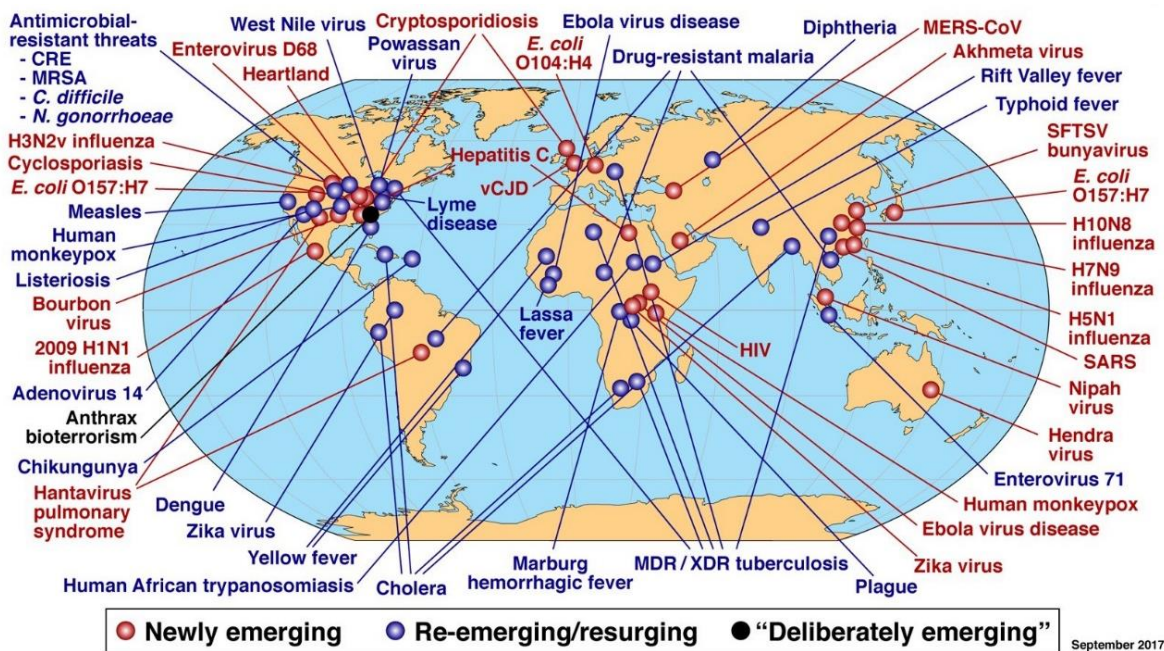 Antimicrobial-
resistant threats
- CRE
- MRSA
- C. difficile
- N. gonorrhoeae
West Nile virus
Enterovirus D68
Heartland
Cryptosporidiosis
Powassan
virus
E. coli
O104:H4
Ebola virus disease
Drug-resistant malaria
Diphtheria
MERS-CoV
Akhmeta virus
Rift Valley fever
Typhoid fever
SFTSV
bunyavirus
E. coli
O157:H7
H10N8
influenza
H7N9
influenza
H5N1
influenza
SARS
Nipah
virus
Hendra
virus
Enterovirus 71
Human monkeypox
Ebola virus disease
Zika virus
Plague
H3N2v influenza
Cyclosporiasis
E. coli O157:H7
Measles
Human
monkeypox
Listeriosis
Bourbon
virus
2009 H1N1
influenza
Adenovirus 14
Anthrax
bioterrorism
Chikungunya
Hantavirus
pulmonary
syndrome
Dengue
Zika virus
Yellow fever
Human African trypanosomiasis
Cholera
Marburg
hemorrhagic fever
MDR / XDR tuberculosis
Hepatitis C
vCJD
Lyme
disease
Lassa
fever
HIV
Newly emerging
Re-emerging/resurging
“Deliberately emerging”
September 2017